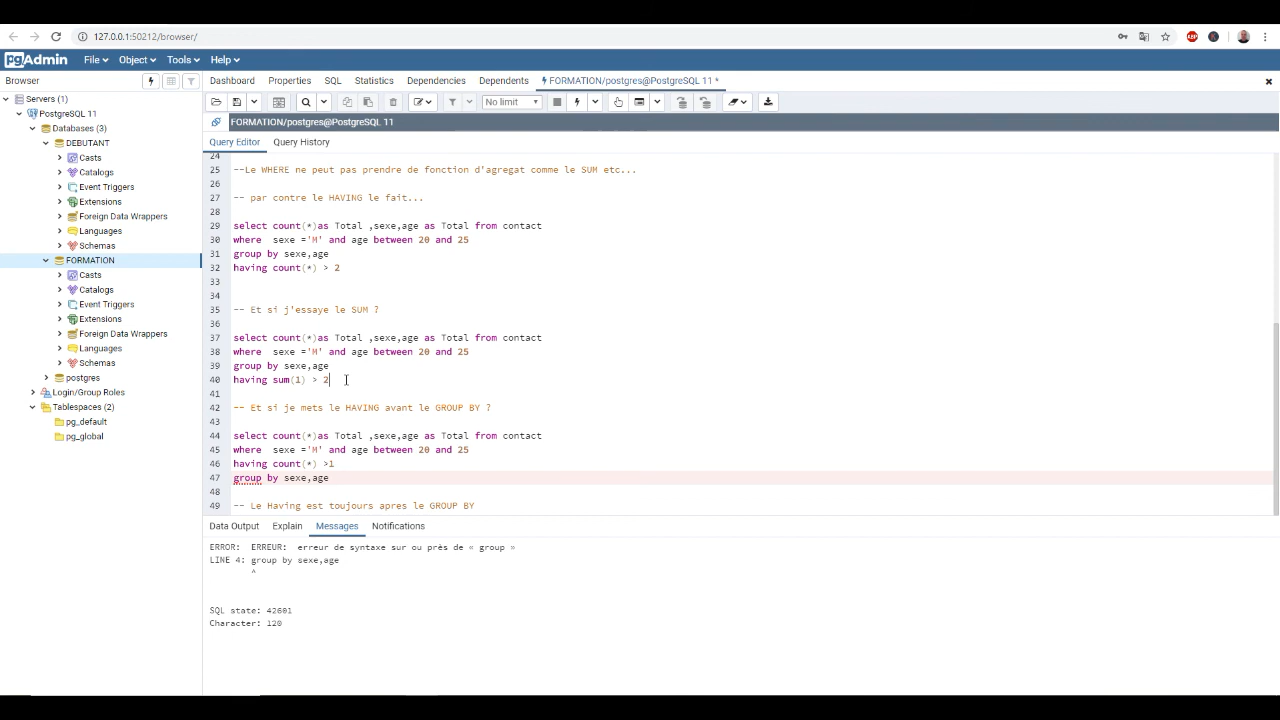 127.0.0.1:50212/browser/
pgAdmin File Object Tools Help
Browser
Dashboard Properties SQL Statistics Dependencies Dependents FORMATION/postgres@PostgreSQL 11 *
No limit
FORMATION/postgres@PostgreSQL 11
Query Editor Query History
Servers (1)
PostgreSQL 11
Databases (3)
DEBUTANT
Casts
Catalogs
Event Triggers
Extensions
Foreign Data Wrappers
Languages
Schemas
FORMATION
Casts
Catalogs
Event Triggers
Extensions
Foreign Data Wrappers
Languages
Schemas
postgres
Login/Group Roles
Tablespaces (2)
pg_default
pg_global
24
25 --Le WHERE ne peut pas prendre de fonction d'agregat comme le SUM etc...
26
27 -- par contre le HAVING le fait...
28
29 select count(*)as Total ,sexe,age as Total from contact
30 where  sexe ='M' and age between 20 and 25
31 group by sexe,age
32 having count(*) > 2
33
34
35 -- Et si j'essaye le SUM ?
36
37 select count(*)as Total ,sexe,age as Total from contact
38 where  sexe ='M' and age between 20 and 25
39 group by sexe,age
40 having sum(1) > 2
41
42 -- Et si je mets le HAVING avant le GROUP BY ?
43
44 select count(*)as Total ,sexe,age as Total from contact
45 where  sexe ='M' and age between 20 and 25
46 having count(*) >1
47 group by sexe,age
48
49 -- Le Having est toujours apres le GROUP BY
Data Output Explain Messages Notifications
ERROR:  ERREUR:  erreur de syntaxe sur ou près de « group »
LINE 4: group by sexe,age
^
SQL state: 42601
Character: 120